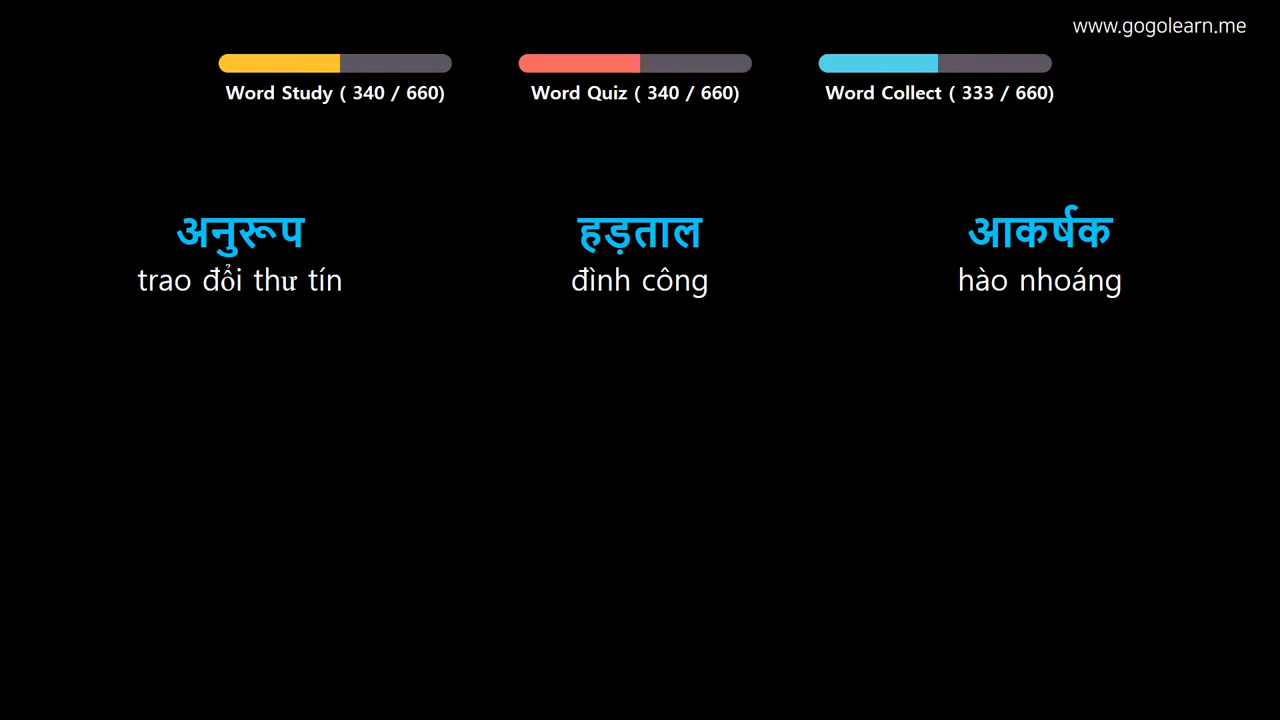 www.gogolearn.me
Word Study ( 340 / 660)
Word Quiz ( 340 / 660)
Word Collect ( 333 / 660)
अनुरूप
हड़ताल
आकर्षक
trao đổi thư tín
đình công
hào nhoáng